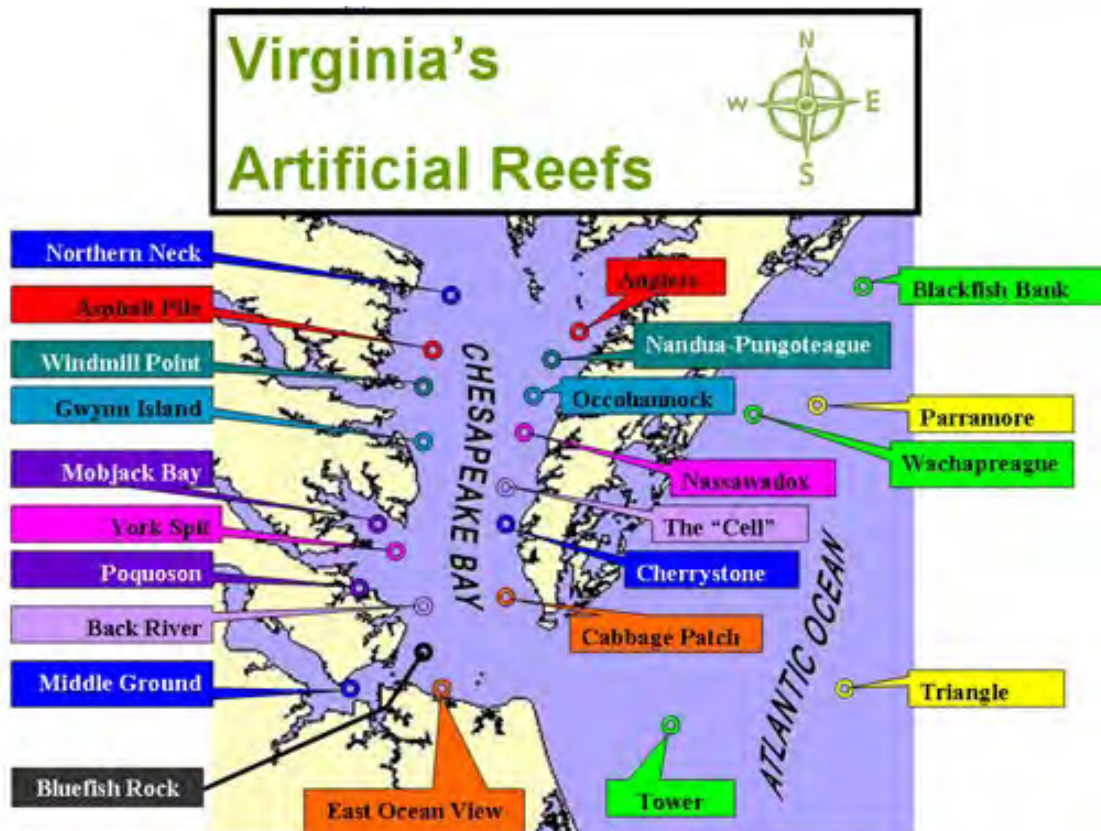 Virginia's
Artificial Reefs
N
W
E
S
Northern Neck
Asphalt Pile
Windmill Point
Gwynn Island
Mobjack Bay
York Spit
Poquoson
Back River
Middle Ground
Bluefish Rock
East Ocean View
CHESAPEAKE BAY
Anglers
Nandua-Pungoteague
Occohannock
Nassawadox
The "Cell"
Cherrystone
Cabbage Patch
Blackfish Bank
Parramore
Wachapreague
ATLANTIC OCEAN
Triangle
Tower